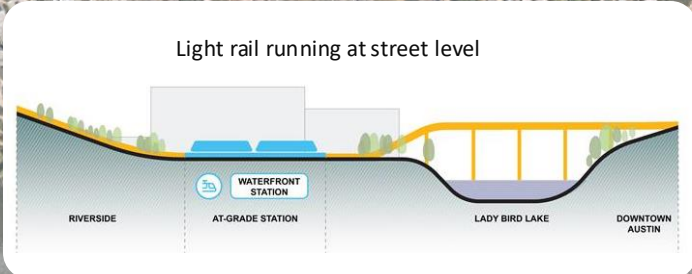 Light rail running at street level
WATERFRONT
STATION
RIVERSIDE
AT-GRADE STATION
LADY BIRD LAKE
DOWNTOWN
AUSTIN